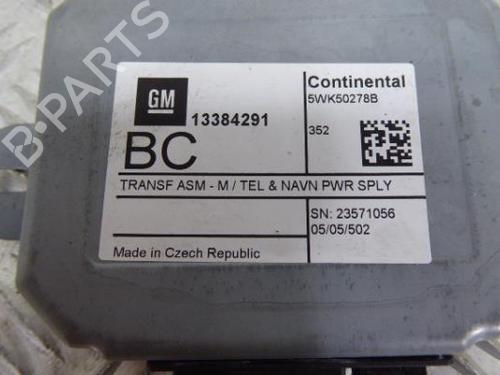 GM
13384291
BC
Continental
5WK50278B
352
TRANSF ASM - M / TEL & NAVN PWR SPLY
SN: 23571056
05/05/502
Made in Czech Republic
B-PARTS